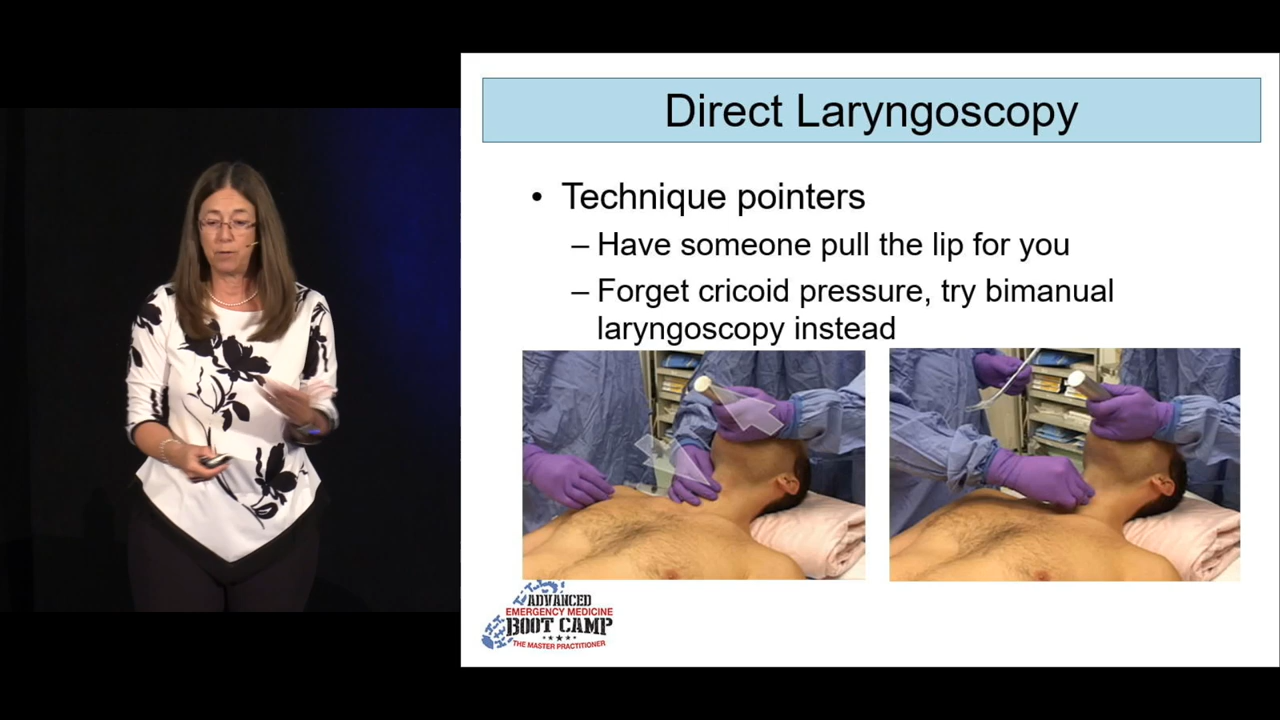 Direct Laryngoscopy
• Technique pointers
– Have someone pull the lip for you
– Forget cricoid pressure, try bimanual
laryngoscopy instead
ADVANCED
EMERGENCY MEDICINE
BOOT CAMP
THE MASTER PRACTITIONER